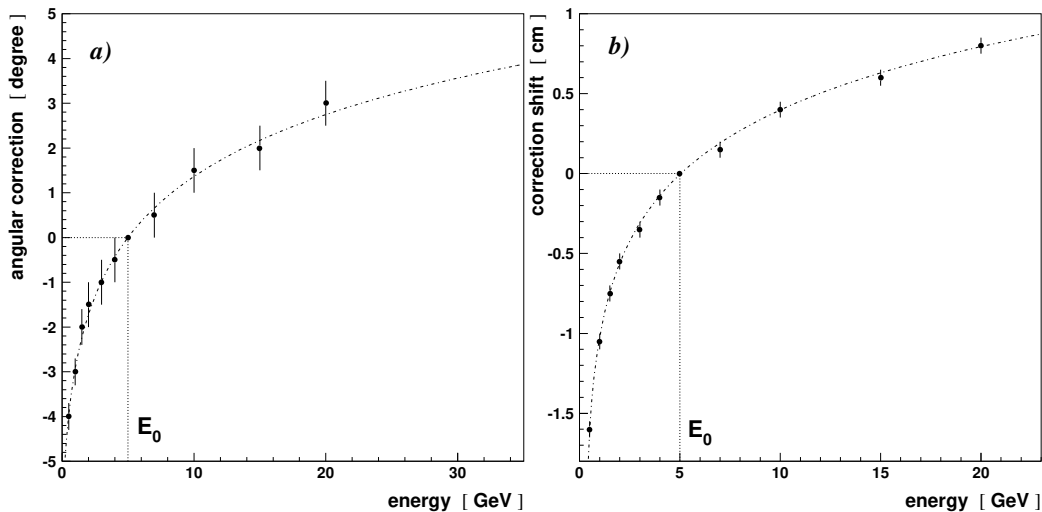 a)
angular correction [ degree ]
5
4
3
2
1
0
-1
-2
-3
-4
-5
E0
0 10 20 30
energy [ GeV ]
b)
correction shift [ cm ]
1
0.5
0
-0.5
-1
-1.5
E0
0 5 10 15 20
energy [ GeV ]